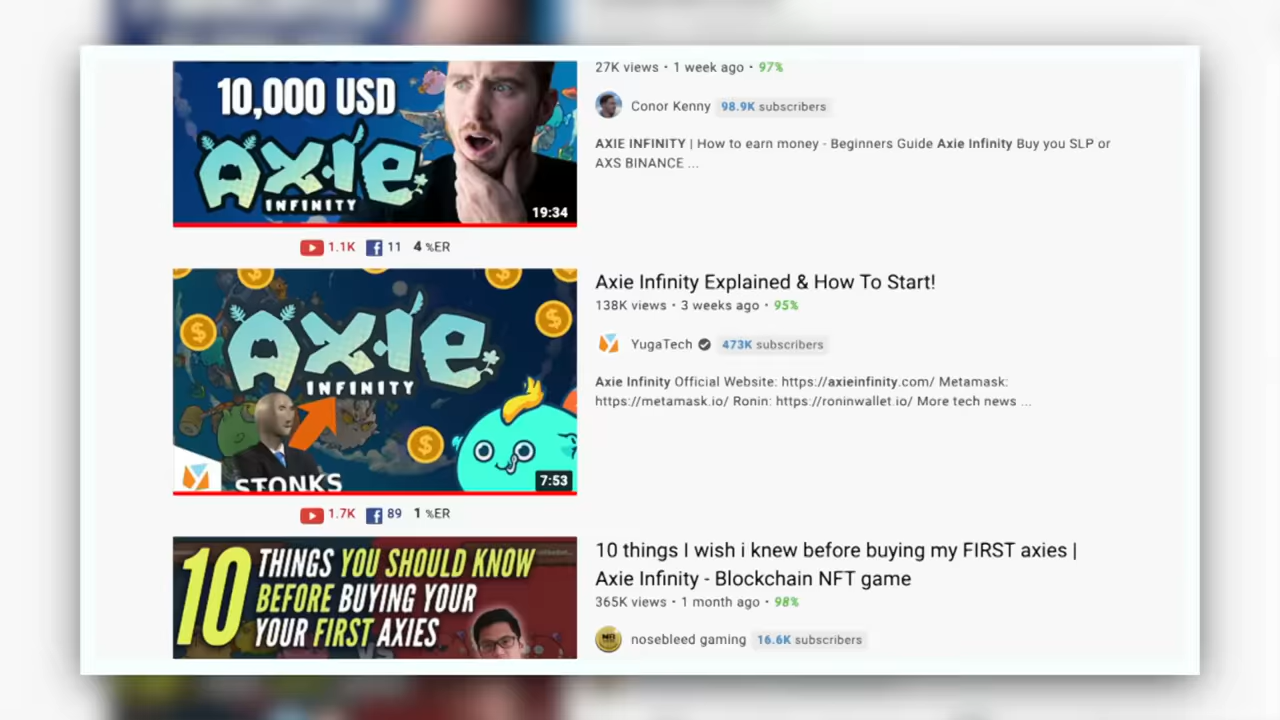 10,000 USD
AXIE
INFINITY
19:34
27K views • 1 week ago • 97%
Conor Kenny 98.9K subscribers
AXIE INFINITY | How to earn money - Beginners Guide Axie Infinity Buy you SLP or
AXS BINANCE ...
1.1K 11 4 %ER
AXIE
INFINITY
STONKS
7:53
Axie Infinity Explained & How To Start!
138K views • 3 weeks ago • 95%
YugaTech 473K subscribers
Axie Infinity Official Website: https://axieinfinity.com/ Metamask:
https://metamask.io/ Ronin: https://roninwallet.io/ More tech news ...
1.7K 89 1 %ER
10 THINGS YOU SHOULD KNOW
BEFORE BUYING YOUR
YOUR FIRST AXIES
VS
10 things I wish i knew before buying my FIRST axies |
Axie Infinity - Blockchain NFT game
365K views • 1 month ago • 98%
nosebleed gaming 16.6K subscribers